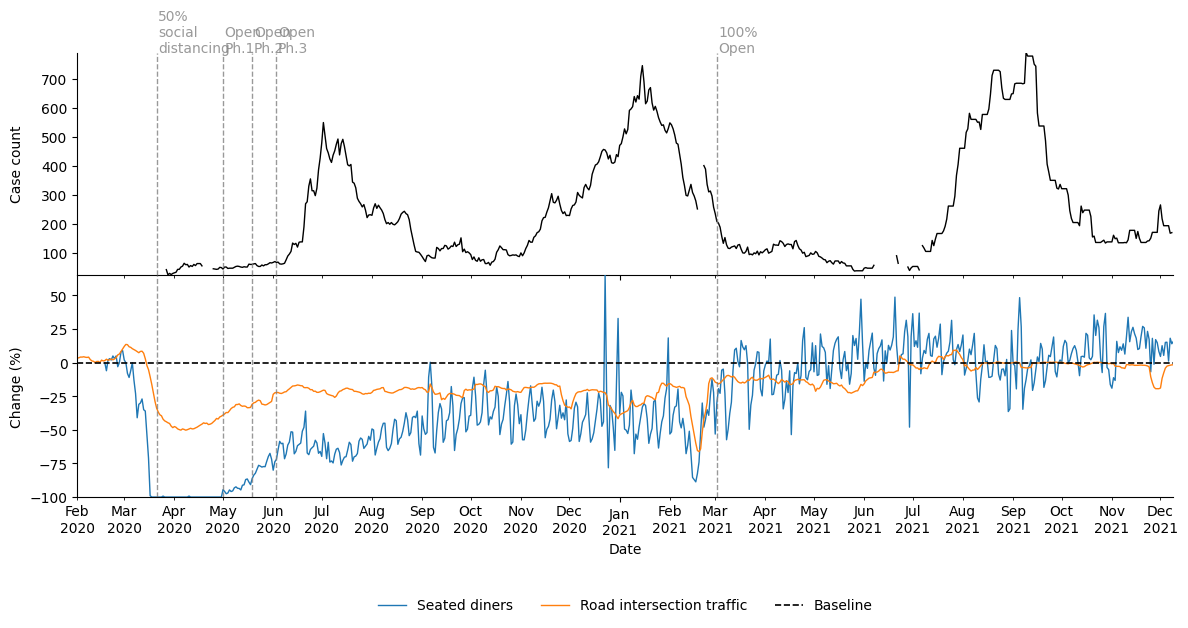 50%
social
distancing
Open
Ph.1
Open
Ph.2
Open
Ph.3
100%
Open
Case count
700
600
500
400
300
200
100
Change (%)
50
25
0
−25
−50
−75
−100
Feb Mar Apr May Jun Jul Aug Sep Oct Nov Dec Jan Feb Mar Apr May Jun Jul Aug Sep Oct Nov Dec
2020 2020 2020 2020 2020 2020 2020 2020 2020 2020 2020 2021 2021 2021 2021 2021 2021 2021 2021 2021 2021 2021 2021
Date
Seated diners Road intersection traffic Baseline